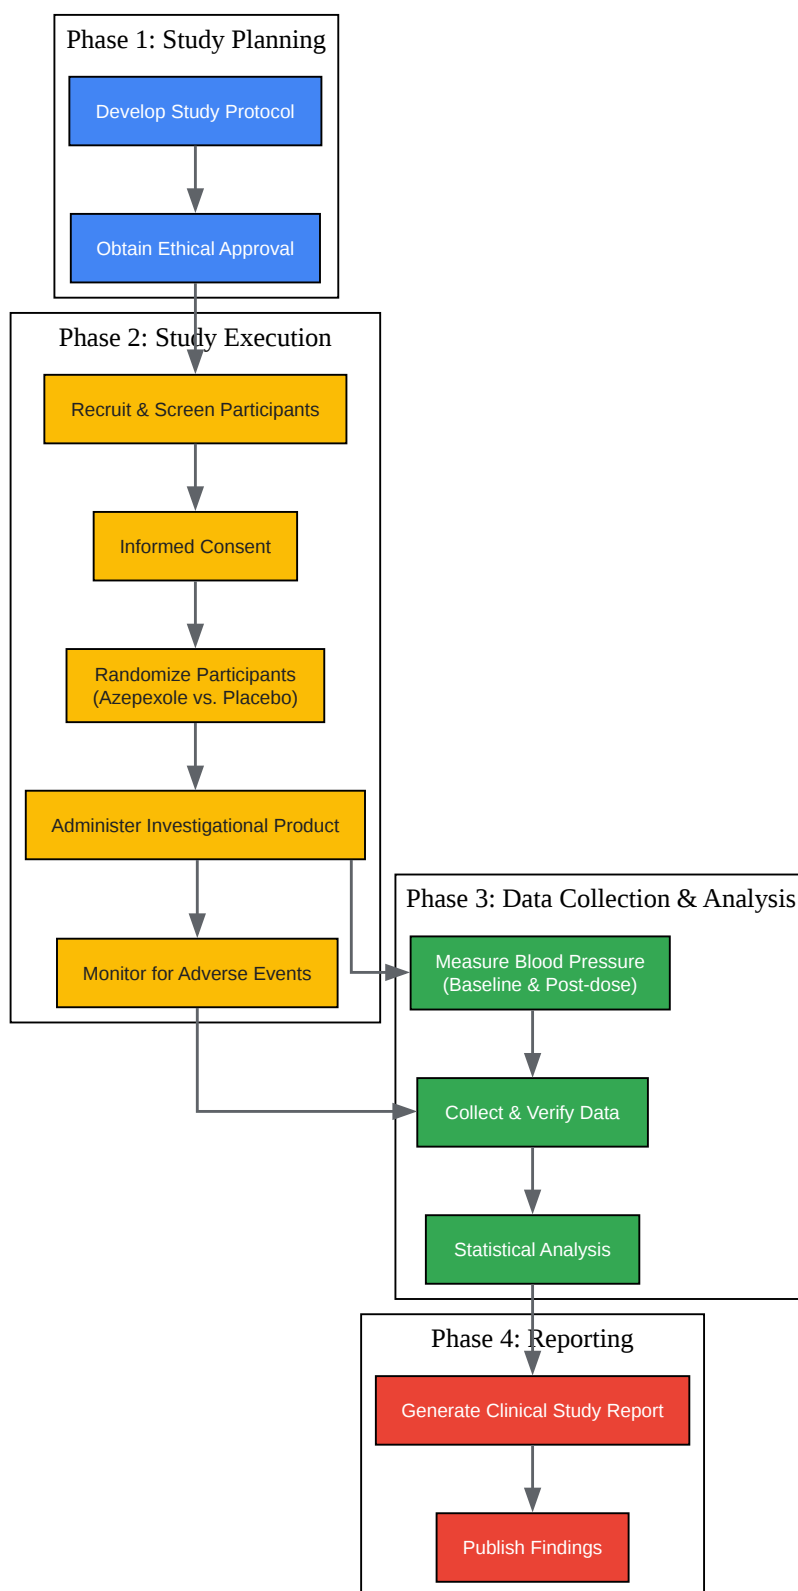 Phase 1: Study Planning
Develop Study Protocol
Obtain Ethical Approval
Phase 2: Study Execution
Recruit & Screen Participants
Informed Consent
Randomize Participants
(Azepexole vs. Placebo)
Administer Investigational Product
Monitor for Adverse Events
Phase 3: Data Collection & Analysis
Measure Blood Pressure
(Baseline & Post-dose)
Collect & Verify Data
Statistical Analysis
Phase 4: Reporting
Generate Clinical Study Report
Publish Findings